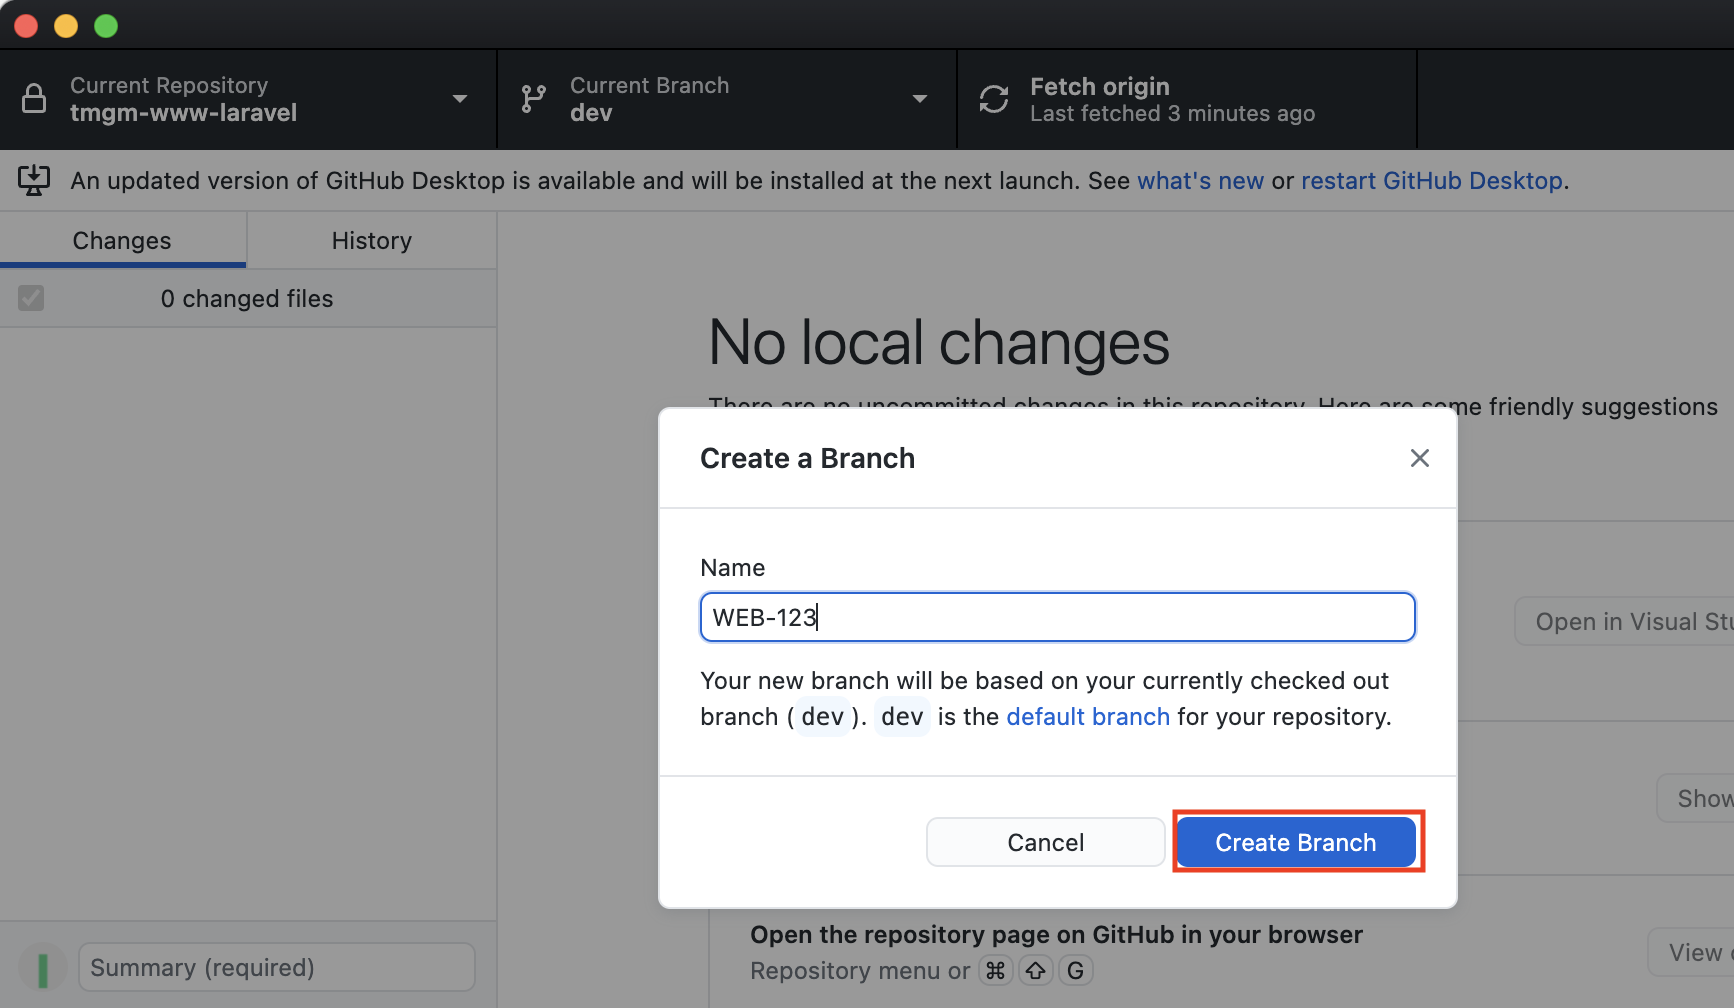 Current Repository
tmgm-www-laravel
Current Branch
dev
Fetch origin
Last fetched 3 minutes ago
An updated version of GitHub Desktop is available and will be installed at the next launch. See what's new or restart GitHub Desktop.
Changes
History
0 changed files
No local changes
There are no uncommitted changes in this repository. Here are some friendly suggestions
Create a Branch
Name
WEB-123
Your new branch will be based on your currently checked out
branch (dev). dev is the default branch for your repository.
Open in Visual Stu
Show
Cancel
Create Branch
Open the repository page on GitHub in your browser
Repository menu or ⌘ ⇧ G
View
Summary (required)